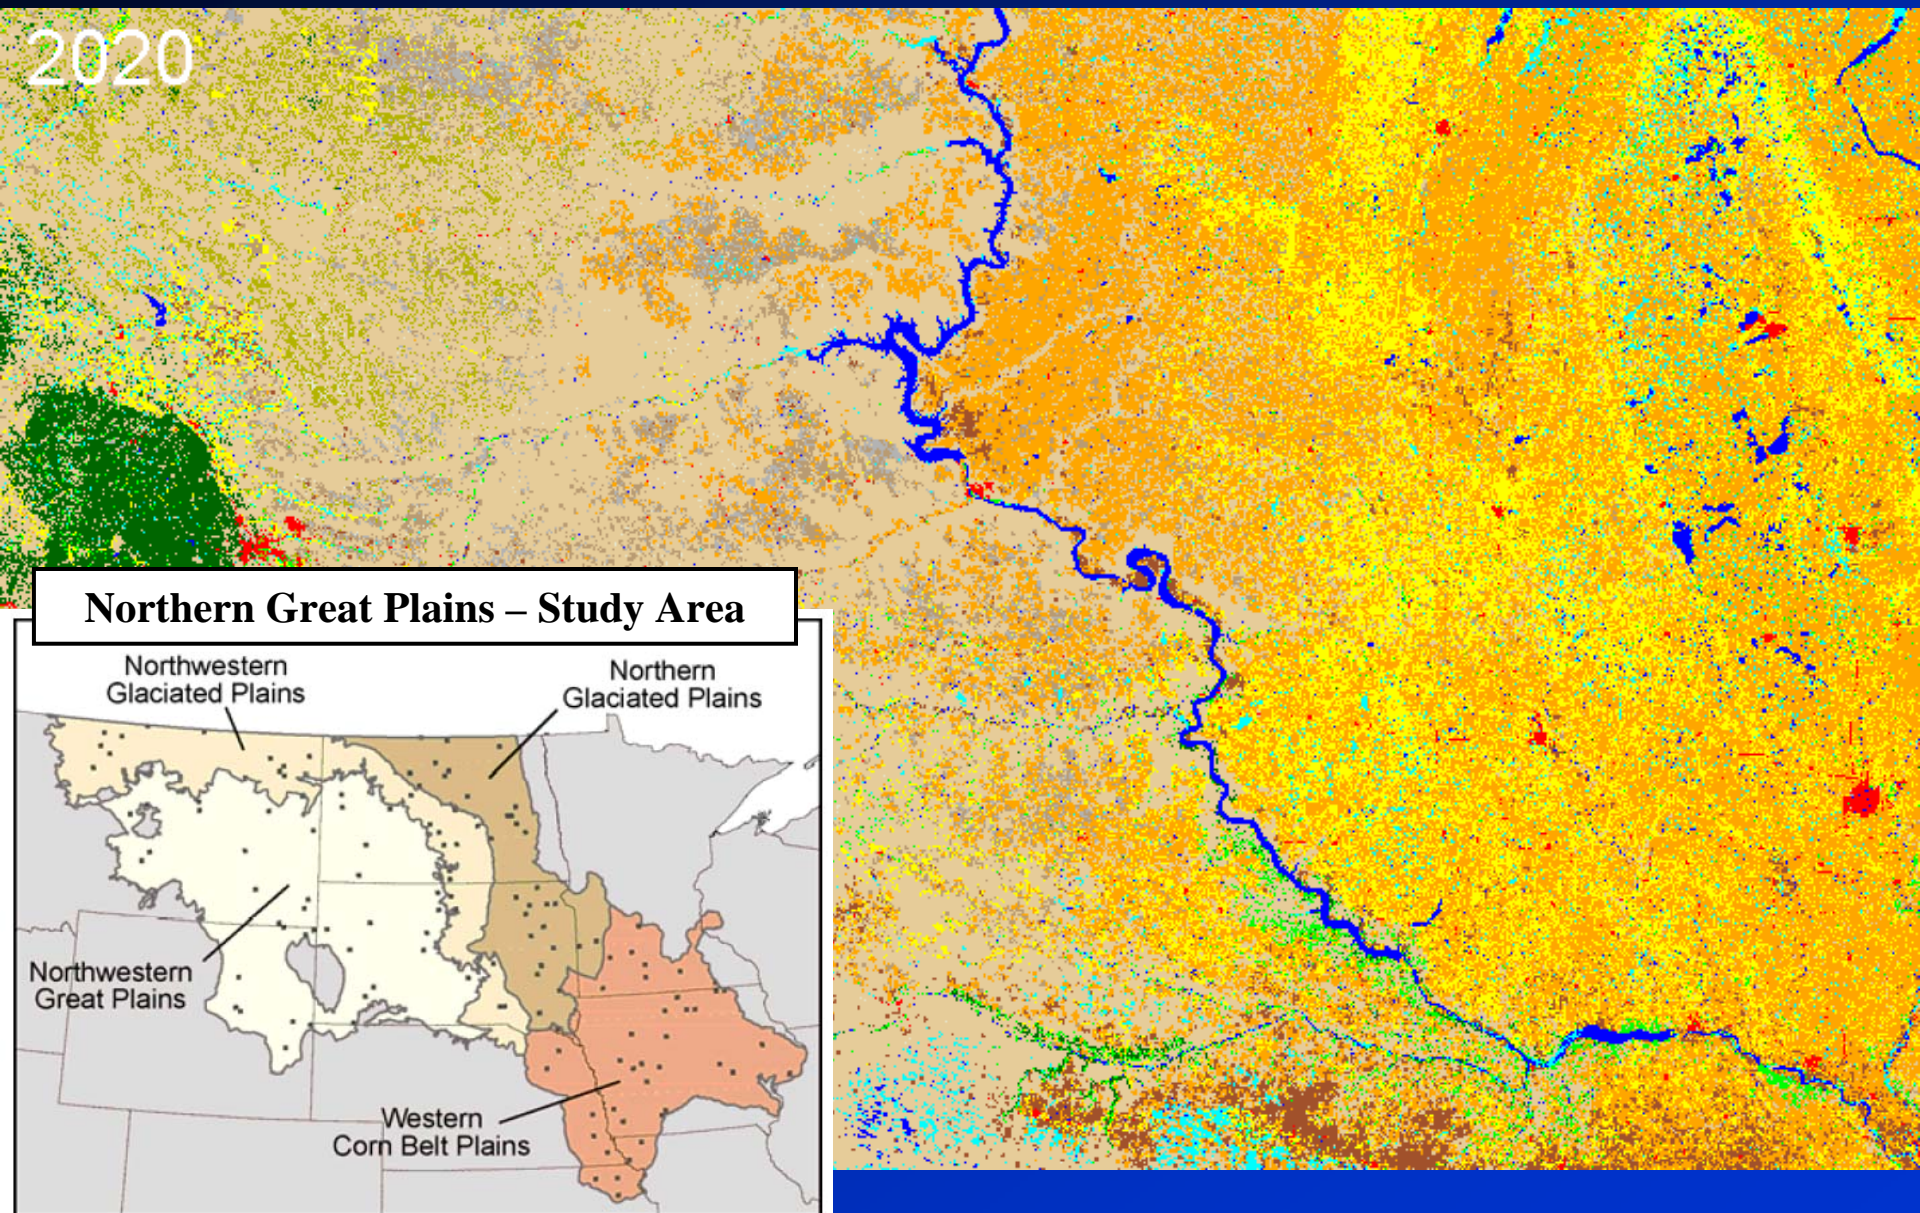 2020
Northern Great Plains – Study Area
Northwestern
Glaciated Plains
Northern
Glaciated Plains
Northwestern
Great Plains
Western
Corn Belt Plains